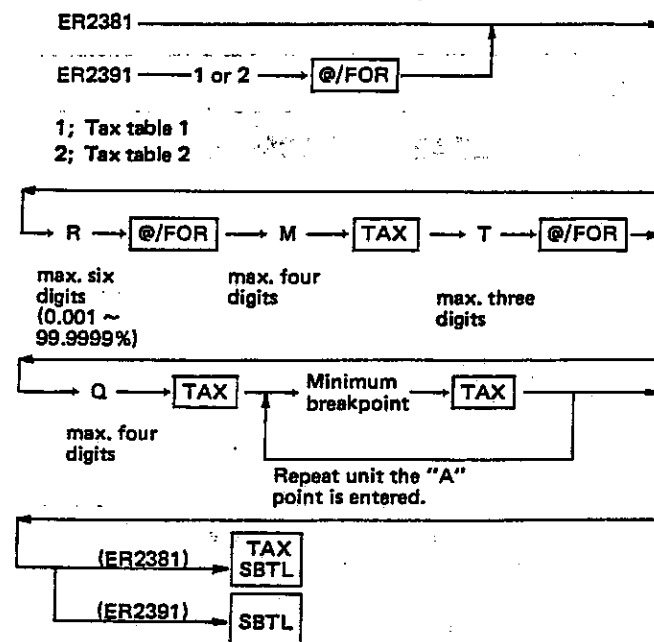 ER2381
ER2391 1 or 2 @/FOR
1; Tax table 1
2; Tax table 2
R @/FOR M TAX T @/FOR
max. six digits (0.001 ~ 99.9999%)
max. four digits
max. three digits
Q TAX Minimum breakpoint TAX
max. four digits
Repeat unit the "A" point is entered.
(ER2381) TAX SBTL
(ER2391) SBTL